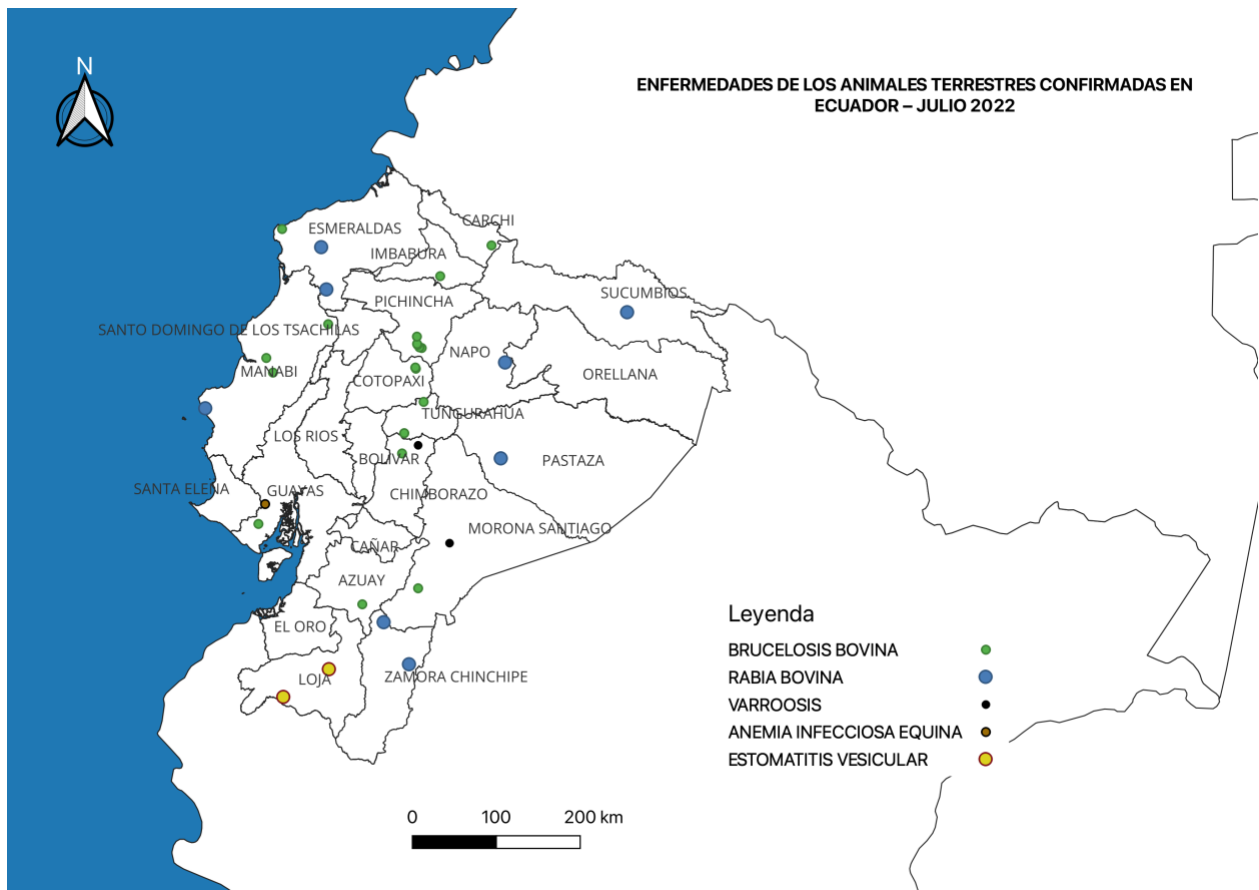 N
ENFERMEDADES DE LOS ANIMALES TERRESTRES CONFIRMADAS EN
ECUADOR – JULIO 2022
CARCHI
ESMERALDAS
IMBABURA
SUCUMBIOS
PICHINCHA
SANTO DOMINGO DE LOS TSACHILAS
NAPO
MANABI
COTOPAXI
ORELLANA
TUNGURAHUA
LOS RIOS
BOLIVAR
PASTAZA
SANTA ELENA
GUAYAS
CHIMBORAZO
MORONA SANTIAGO
CAÑAR
AZUAY
EL ORO
LOJA
ZAMORA CHINCHIPE
Leyenda
BRUCELOSIS BOVINA
RABIA BOVINA
VARROOSIS
ANEMIA INFECCIOSA EQUINA
ESTOMATITIS VESICULAR
0 100 200 km